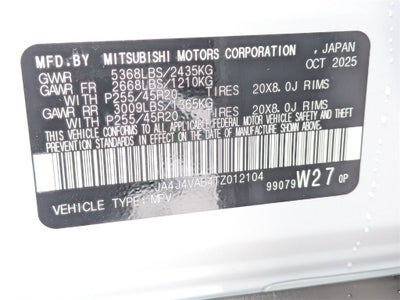 MFD.BY MITSUBISHI MOTORS CORPORATION , JAPAN
GVWR 5368LBS/2435KG OCT 2025
GAWR FR 2668LBS/1210KG
WITH P255/45R20 TIRES 20X8.0J RIMS
GAWR RR 3009LBS/1365KG
WITH P255/45R20 TIRES 20X8.0J RIMS
THIS VEHICLE CONFORMS TO ALL APPLICABLE FEDERAL
MOTOR VEHICLE SAFETY, BUMPER, AND THEFT
PREVENTION STANDARDS IN EFFECT ON THE DATE OF
MANUFACTURE SHOWN ABOVE.
99079 W27 0P
VEHICLE TYPE: MPV